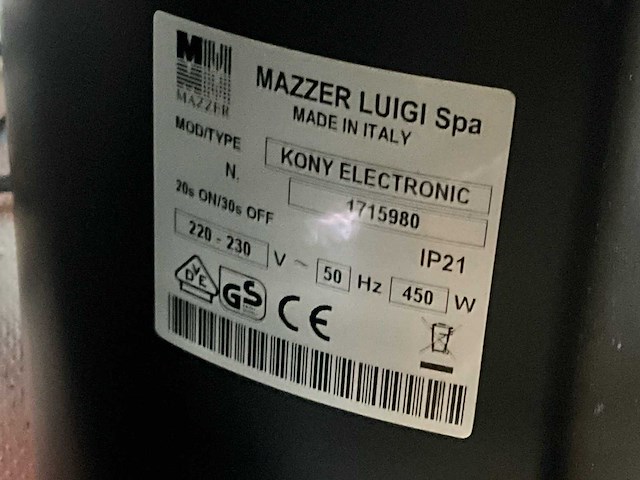 MAZZER
MAZZER LUIGI Spa
MADE IN ITALY
MOD/TYPE KONY ELECTRONIC
N. 1715980
20s ON/30s OFF IP21
220 - 230 V ~ 50 Hz 450 W
VDE GS CE